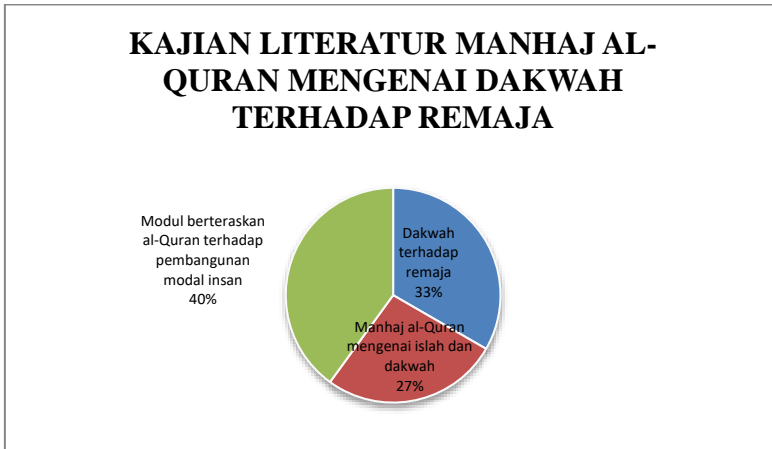 KAJIAN LITERATUR MANHAJ AL-
QURAN MENGENAI DAKWAH
TERHADAP REMAJA
Modul berteraskan
al-Quran terhadap
pembangunan
modal insan
40%
Dakwah
terhadap
remaja
33%
Manhaj al-Quran
mengenai islah dan
dakwah
27%